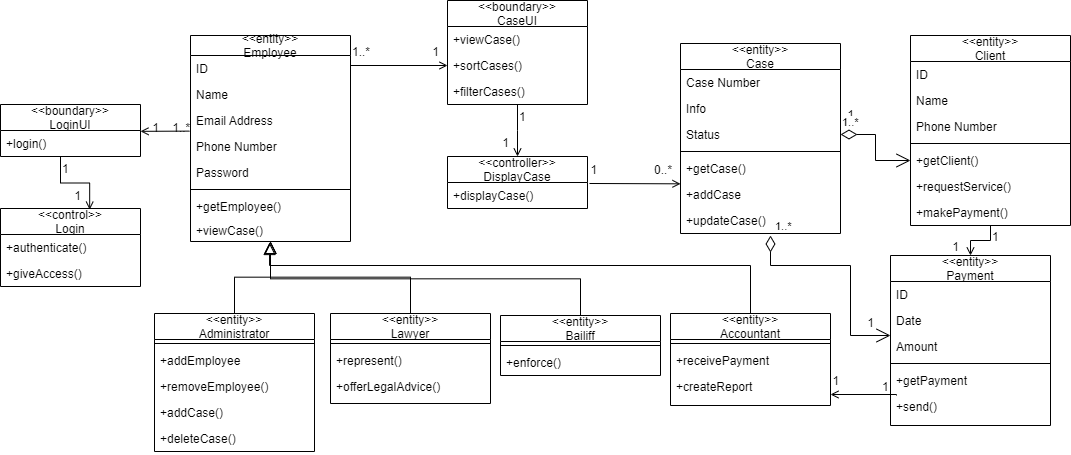 <<boundary>>
CaseUI
+viewCase()
+sortCases()
+filterCases()
<<entity>>
Employee
ID
Name
Email Address
Phone Number
Password
+getEmployee()
+viewCase()
1..*
1
<<entity>>
Case
Case Number
Info
Status
+getCase()
+addCase
+updateCase()
<<entity>>
Client
ID
Name
Phone Number
+getClient()
+requestService()
+makePayment()
1
1..*
<<boundary>>
LoginUI
+login()
1
1..*
1
1
<<control>>
Login
+authenticate()
+giveAccess()
1
1
<<controller>>
DisplayCase
+displayCase()
1
0..*
1..*
1
1
1
<<entity>>
Payment
ID
Date
Amount
+getPayment
+send()
<<entity>>
Administrator
+addEmployee
+removeEmployee()
+addCase()
+deleteCase()
<<entity>>
Lawyer
+represent()
+offerLegalAdvice()
<<entity>>
Bailiff
+enforce()
<<entity>>
Accountant
+receivePayment
+createReport
1
1